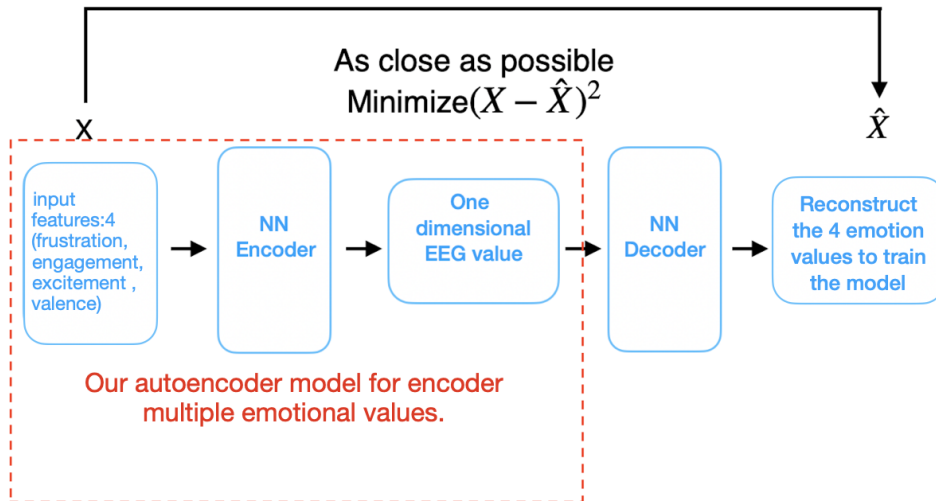 As close as possible
Minimize(X − X̂)²
X
X̂
input
features:4
(frustration,
engagement,
excitement ,
valence)
NN
Encoder
One
dimensional
EEG value
NN
Decoder
Reconstruct
the 4 emotion
values to train
the model
Our autoencoder model for encoder
multiple emotional values.